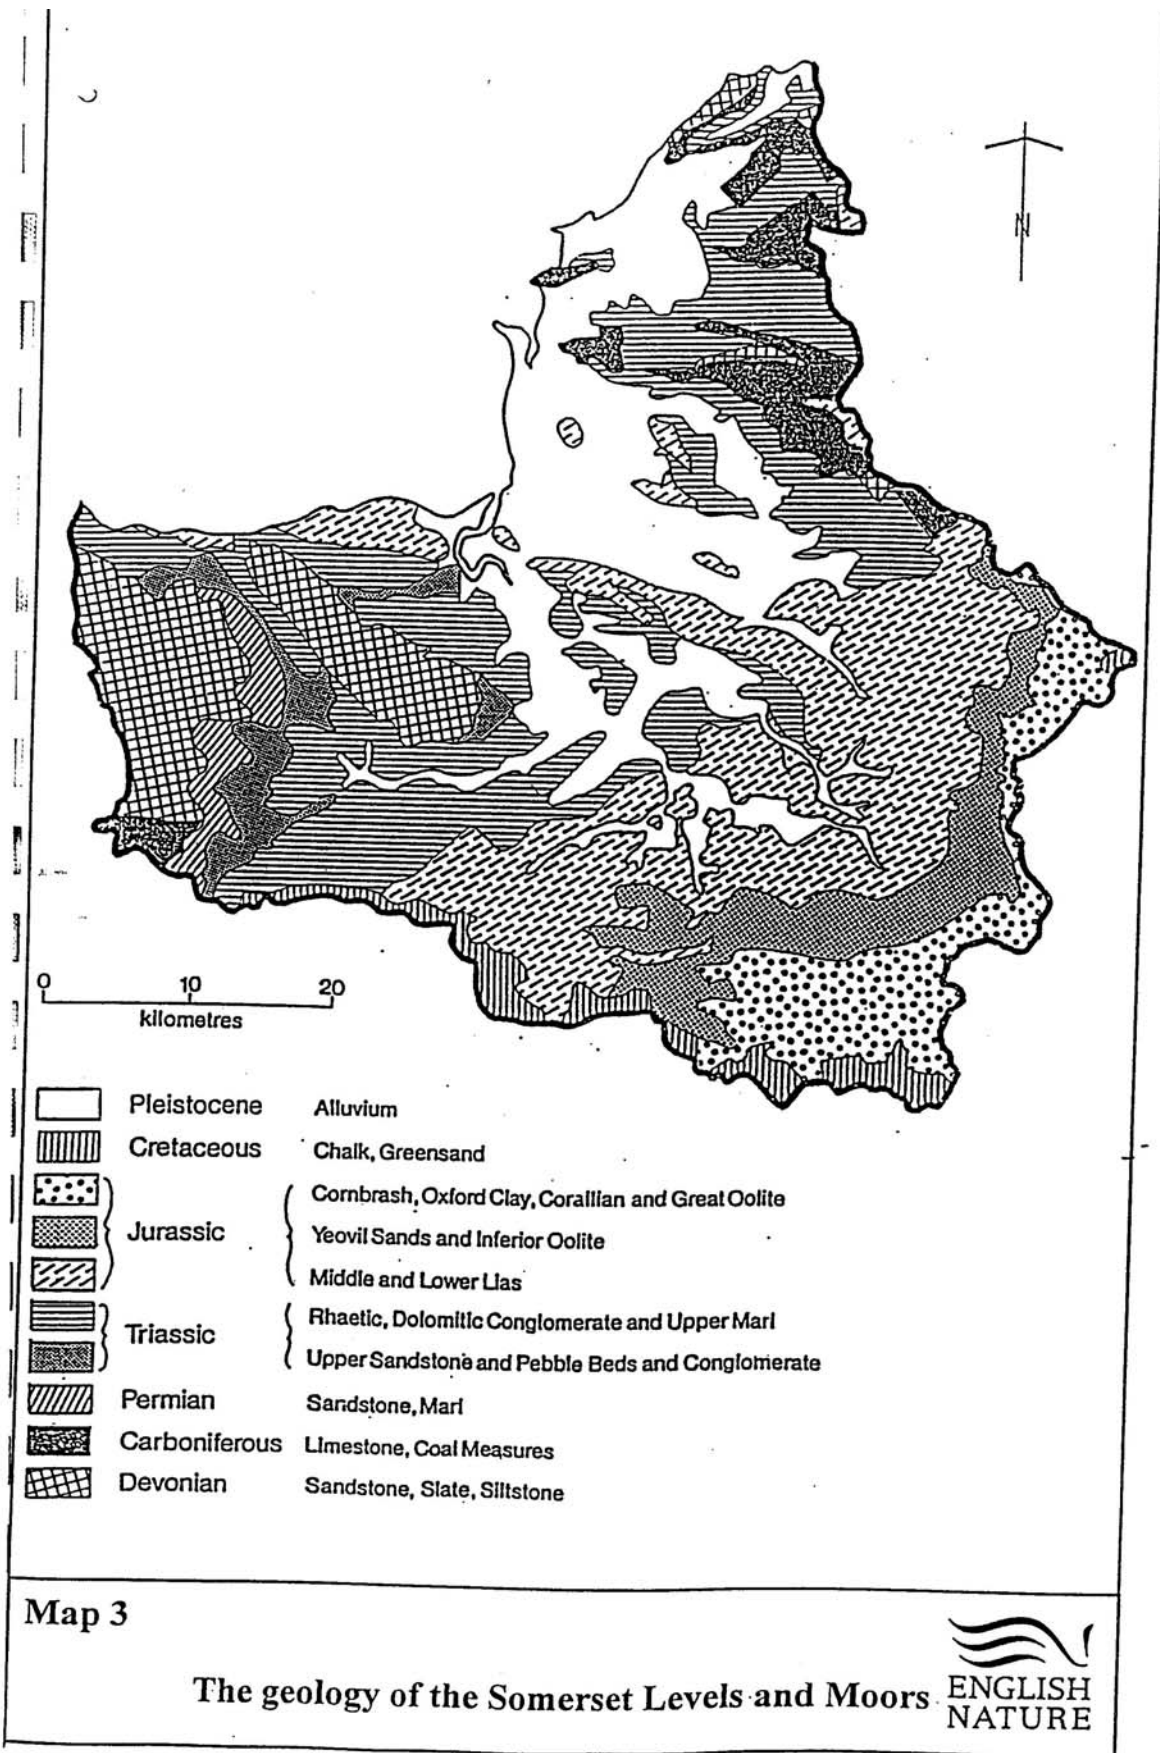 N
0 10 20
kilometres
Pleistocene Alluvium
Cretaceous Chalk, Greensand
Cornbrash, Oxford Clay, Corallian and Great Oolite
Jurassic Yeovil Sands and Inferior Oolite
Middle and Lower Lias
Rhaetic, Dolomitic Conglomerate and Upper Marl
Triassic
Upper Sandstone and Pebble Beds and Conglomerate
Permian Sandstone, Marl
Carboniferous Limestone, Coal Measures
Devonian Sandstone, Slate, Siltstone
Map 3
The geology of the Somerset Levels and Moors
ENGLISH
NATURE